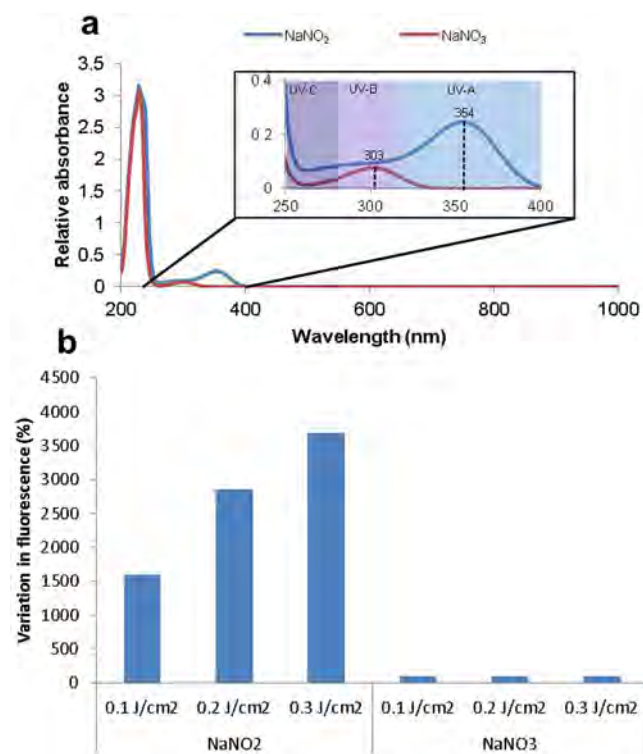 a
NaNO₂ NaNO₃
3.5
3
2.5
2
1.5
1
0.5
0
Relative absorbance
0.4
0.2
0
UV-C UV-B UV-A
354
303
250 300 350 400
200 400 600 800 1000
Wavelength (nm)
b
4500
4000
3500
3000
2500
2000
1500
1000
500
0
Variation in fluorescence (%)
0.1 J/cm2 0.2 J/cm2 0.3 J/cm2 0.1 J/cm2 0.2 J/cm2 0.3 J/cm2
NaNO2 NaNO3